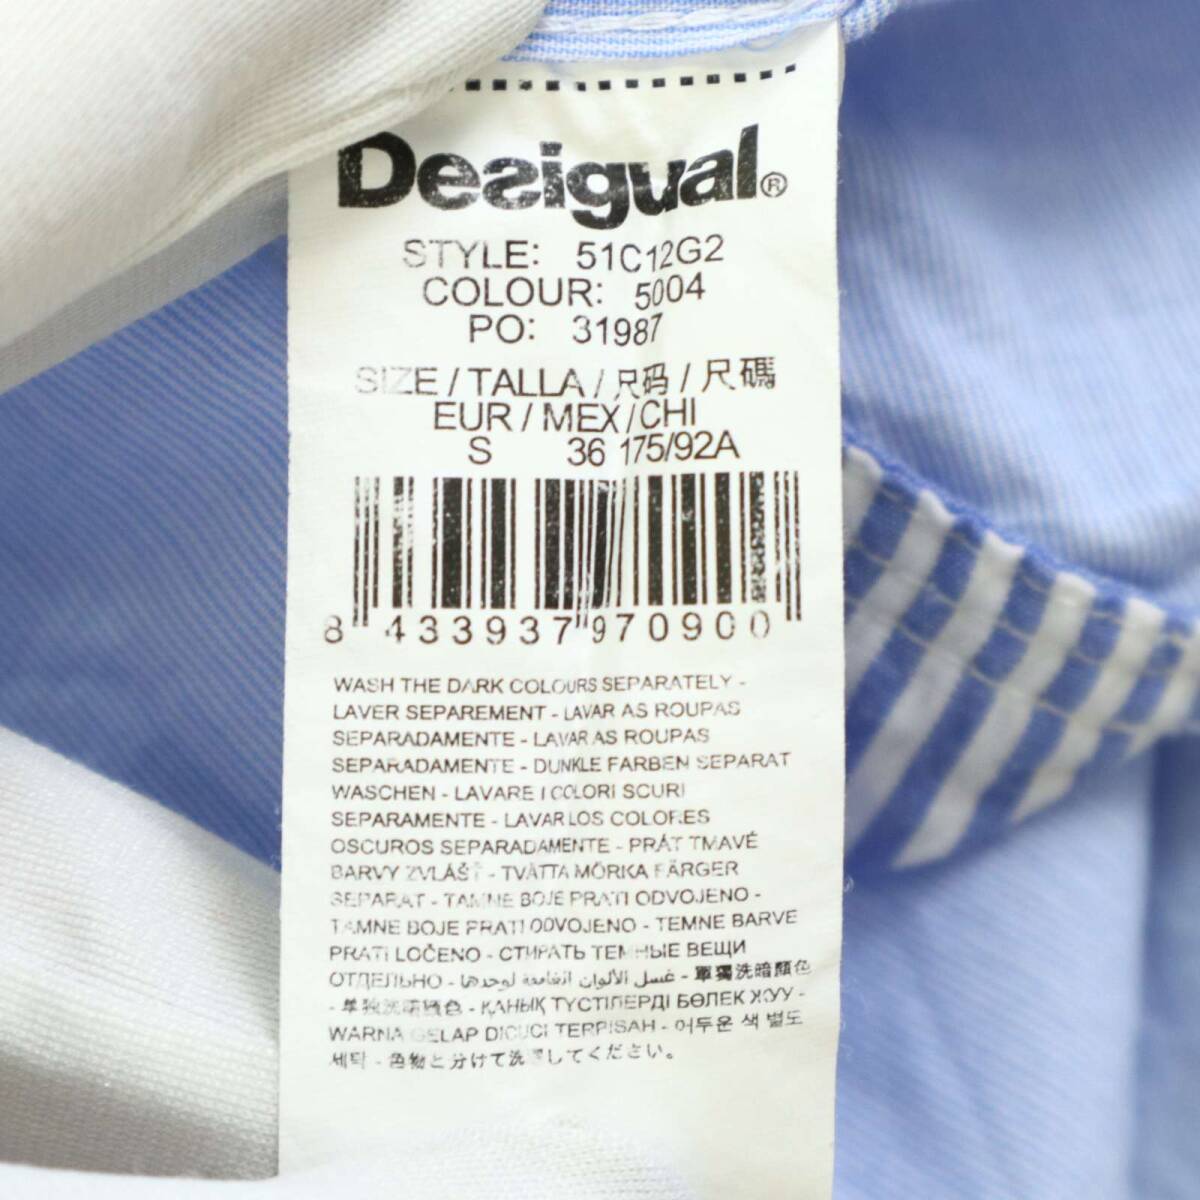 Desigual®
STYLE: 51C12G2
COLOUR: 5004
PO: 31987
SIZE / TALLA / 尺码 / 尺碼
EUR / MEX / CHI
S 36 175/92A
8 433937 970900
WASH THE DARK COLOURS SEPARATELY -
LAVER SEPAREMENT - LAVAR AS ROUPAS
SEPARADAMENTE - LAVAR AS ROUPAS
SEPARADAMENTE - DUNKLE FARBEN SEPARAT
WASCHEN - LAVARE I COLORI SCURI
SEPARAMENTE - LAVAR LOS COLORES
OSCUROS SEPARADAMENTE - PRÁT TMAVÉ
BARVY ZVLÁŠŤ - TVÄTTA MÖRKA FÄRGER
SEPARAT - TAMNE BOJE PRATI ODVOJENO -
TAMNE BOJE PRATI ODVOJENO - TEMNE BARVE
PRATI LOČENO - СТИРАТЬ ТЕМНЫЕ ВЕЩИ
ОТДЕЛЬНО - غسل الألوان الغامقة لوحدها - 單獨洗暗顏色
- 单独洗暗颜色 - ҚАНЫҚ ТҮСТІЛЕРДІ БӨЛЕК ЖУУ -
WARNA GELAP DICUCI TERPISAH - 어두운 색 별도
세탁 - 色物と分けて洗濯してください。